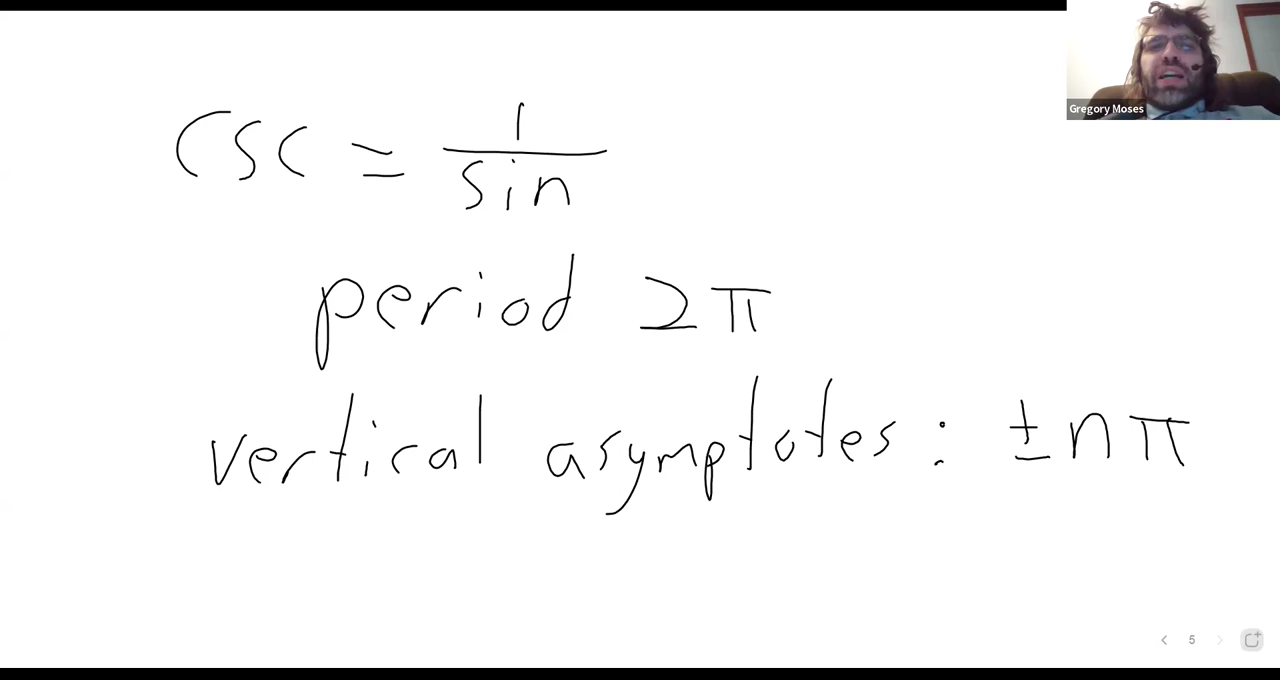 csc = 1/sin
period 2π
vertical asymptotes: ±nπ
Gregory Moses
5